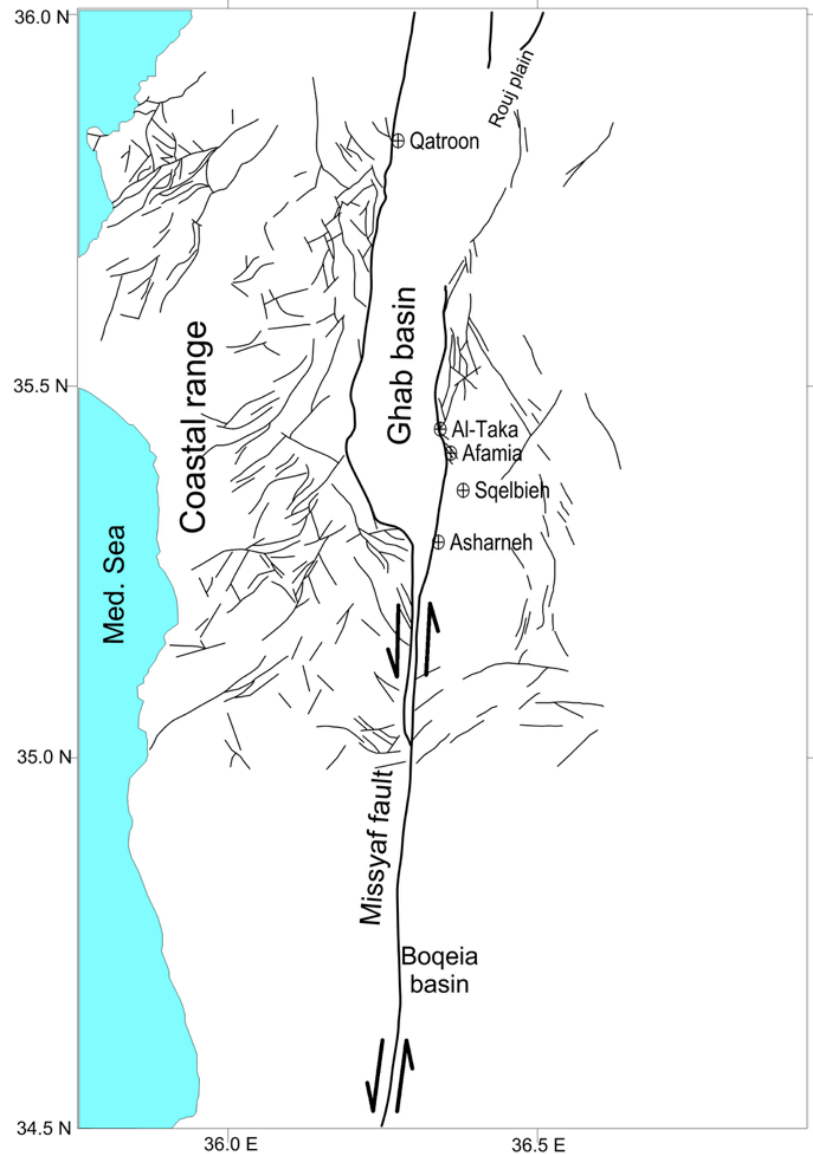 36.0 N
Rouj plain
Qatroon
Ghab basin
Coastal range
35.5 N
Al-Taka
Afamia
Sqelbieh
Asharneh
Med. Sea
35.0 N
Missyaf fault
Boqeia
basin
34.5 N
36.0 E
36.5 E